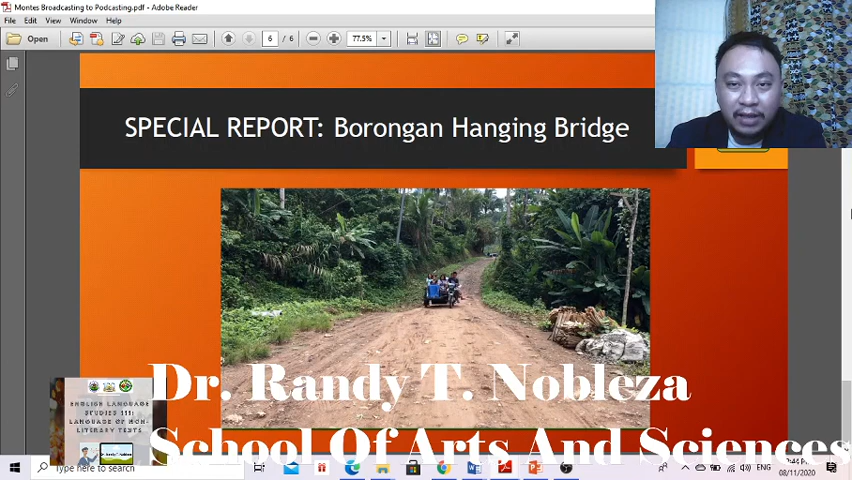 Montes Broadcasting to Podcasting.pdf - Adobe Reader
File Edit View Window Help
Open 6 / 6 77.5%
SPECIAL REPORT: Borongan Hanging Bridge
Dr. Randy T. Nobleza
School Of Arts And Sciences
ENGLISH LANGUAGE
STUDIES 111:
LANGUAGE OF NON-
LITERARY TEXTS
Type here to search
ENG
08/11/2020